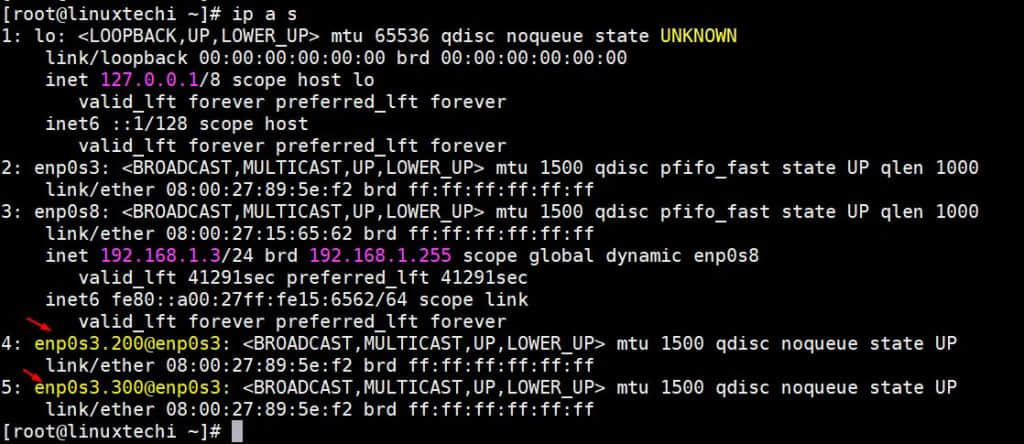 [root@linuxtechi ~]# ip a s
1: lo: <LOOPBACK,UP,LOWER_UP> mtu 65536 qdisc noqueue state UNKNOWN
    link/loopback 00:00:00:00:00:00 brd 00:00:00:00:00:00
    inet 127.0.0.1/8 scope host lo
       valid_lft forever preferred_lft forever
    inet6 ::1/128 scope host
       valid_lft forever preferred_lft forever
2: enp0s3: <BROADCAST,MULTICAST,UP,LOWER_UP> mtu 1500 qdisc pfifo_fast state UP qlen 1000
    link/ether 08:00:27:89:5e:f2 brd ff:ff:ff:ff:ff:ff
3: enp0s8: <BROADCAST,MULTICAST,UP,LOWER_UP> mtu 1500 qdisc pfifo_fast state UP qlen 1000
    link/ether 08:00:27:15:65:62 brd ff:ff:ff:ff:ff:ff
    inet 192.168.1.3/24 brd 192.168.1.255 scope global dynamic enp0s8
       valid_lft 41291sec preferred_lft 41291sec
    inet6 fe80::a00:27ff:fe15:6562/64 scope link
       valid_lft forever preferred_lft forever
4: enp0s3.200@enp0s3: <BROADCAST,MULTICAST,UP,LOWER_UP> mtu 1500 qdisc noqueue state UP
    link/ether 08:00:27:89:5e:f2 brd ff:ff:ff:ff:ff:ff
5: enp0s3.300@enp0s3: <BROADCAST,MULTICAST,UP,LOWER_UP> mtu 1500 qdisc noqueue state UP
    link/ether 08:00:27:89:5e:f2 brd ff:ff:ff:ff:ff:ff
[root@linuxtechi ~]#